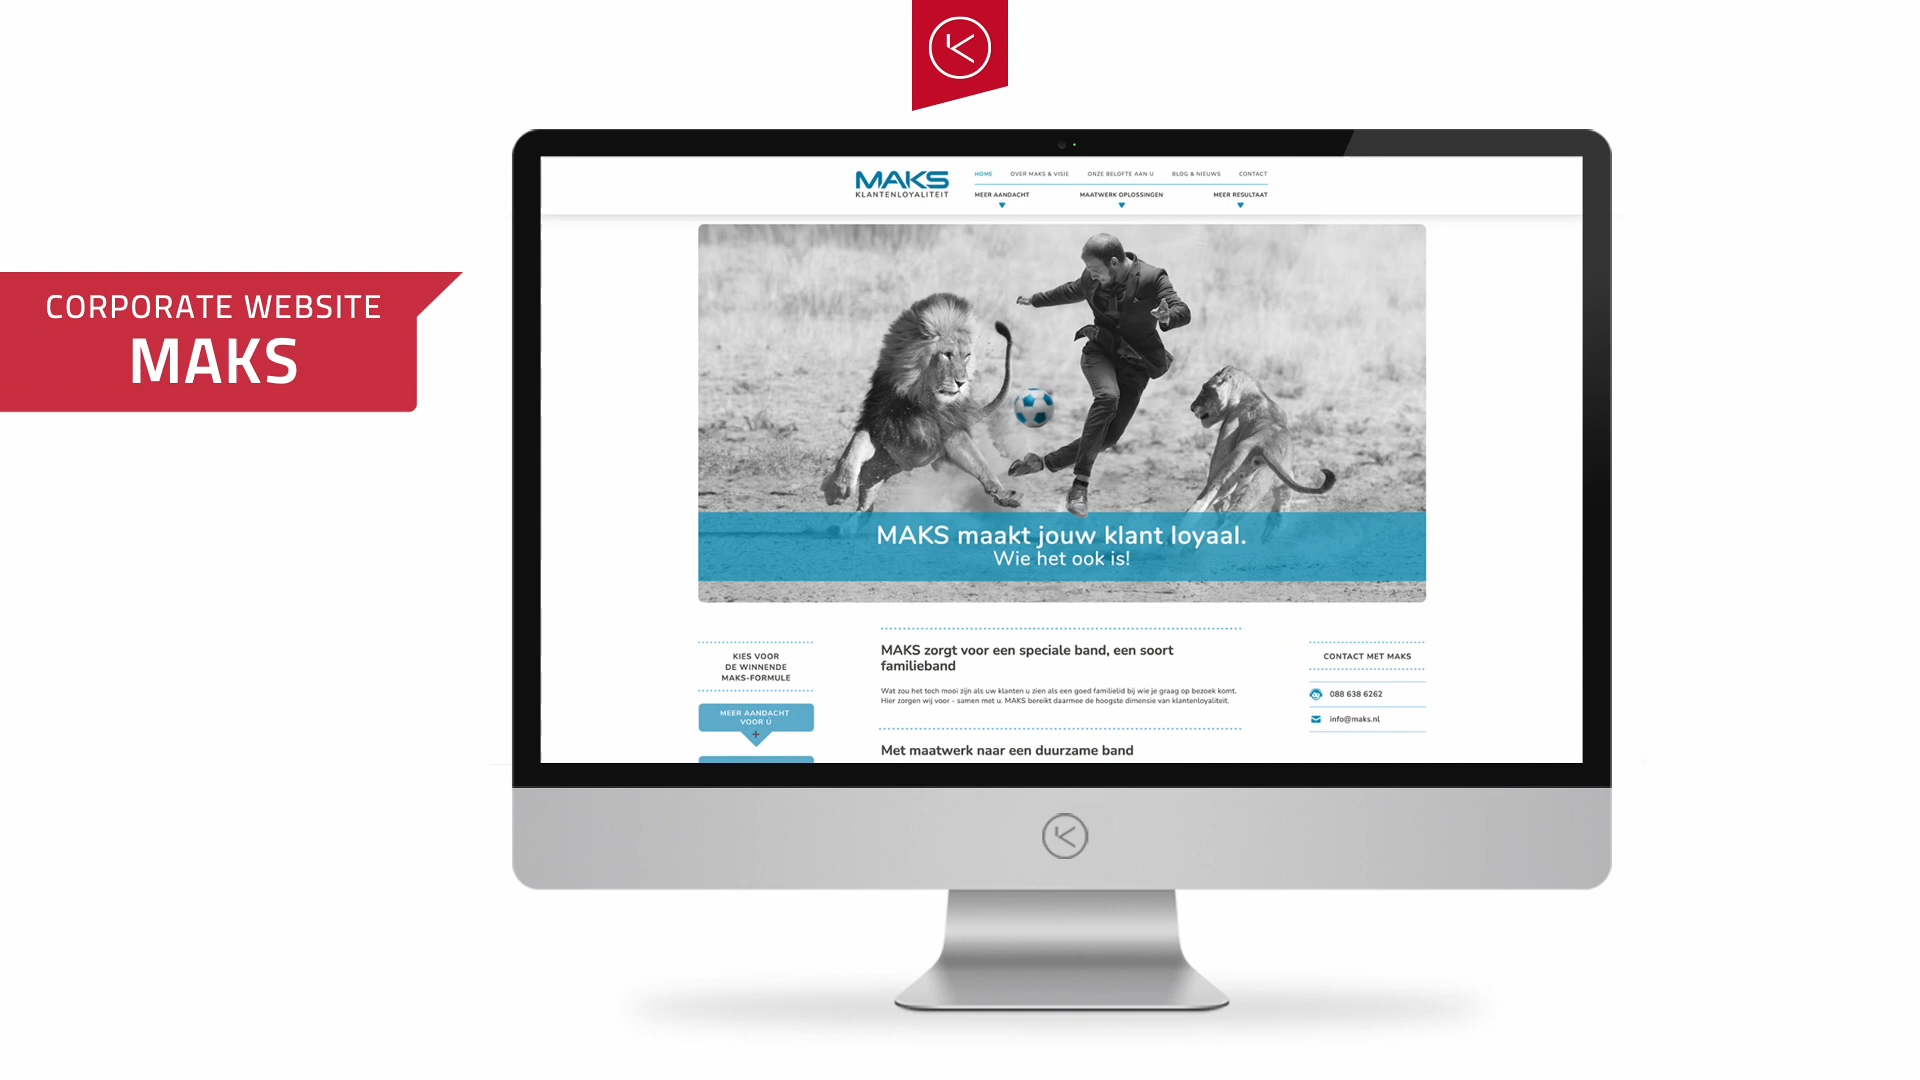 CORPORATE WEBSITE
MAKS
MAKS
KLANTENLOYALITEIT
HOME
OVER MAKS & VISIE
ONZE BELOFTE AAN U
BLOG & NIEUWS
CONTACT
MEER AANDACHT
MAATWERK OPLOSSINGEN
MEER RESULTAAT
MAKS maakt jouw klant loyaal.
Wie het ook is!
KIES VOOR
DE WINNENDE
MAKS-FORMULE
MEER AANDACHT
VOOR Ú
+
MAKS zorgt voor een speciale band, een soort
familieband
Wat zou het toch mooi zijn als uw klanten u zien als een goed familielid bij wie je graag op bezoek komt.
Hier zorgen wij voor - samen met u. MAKS bereikt daarmee de hoogste dimensie van klantenloyaliteit.
Met maatwerk naar een duurzame band
CONTACT MET MAKS
088 638 6262
info@maks.nl